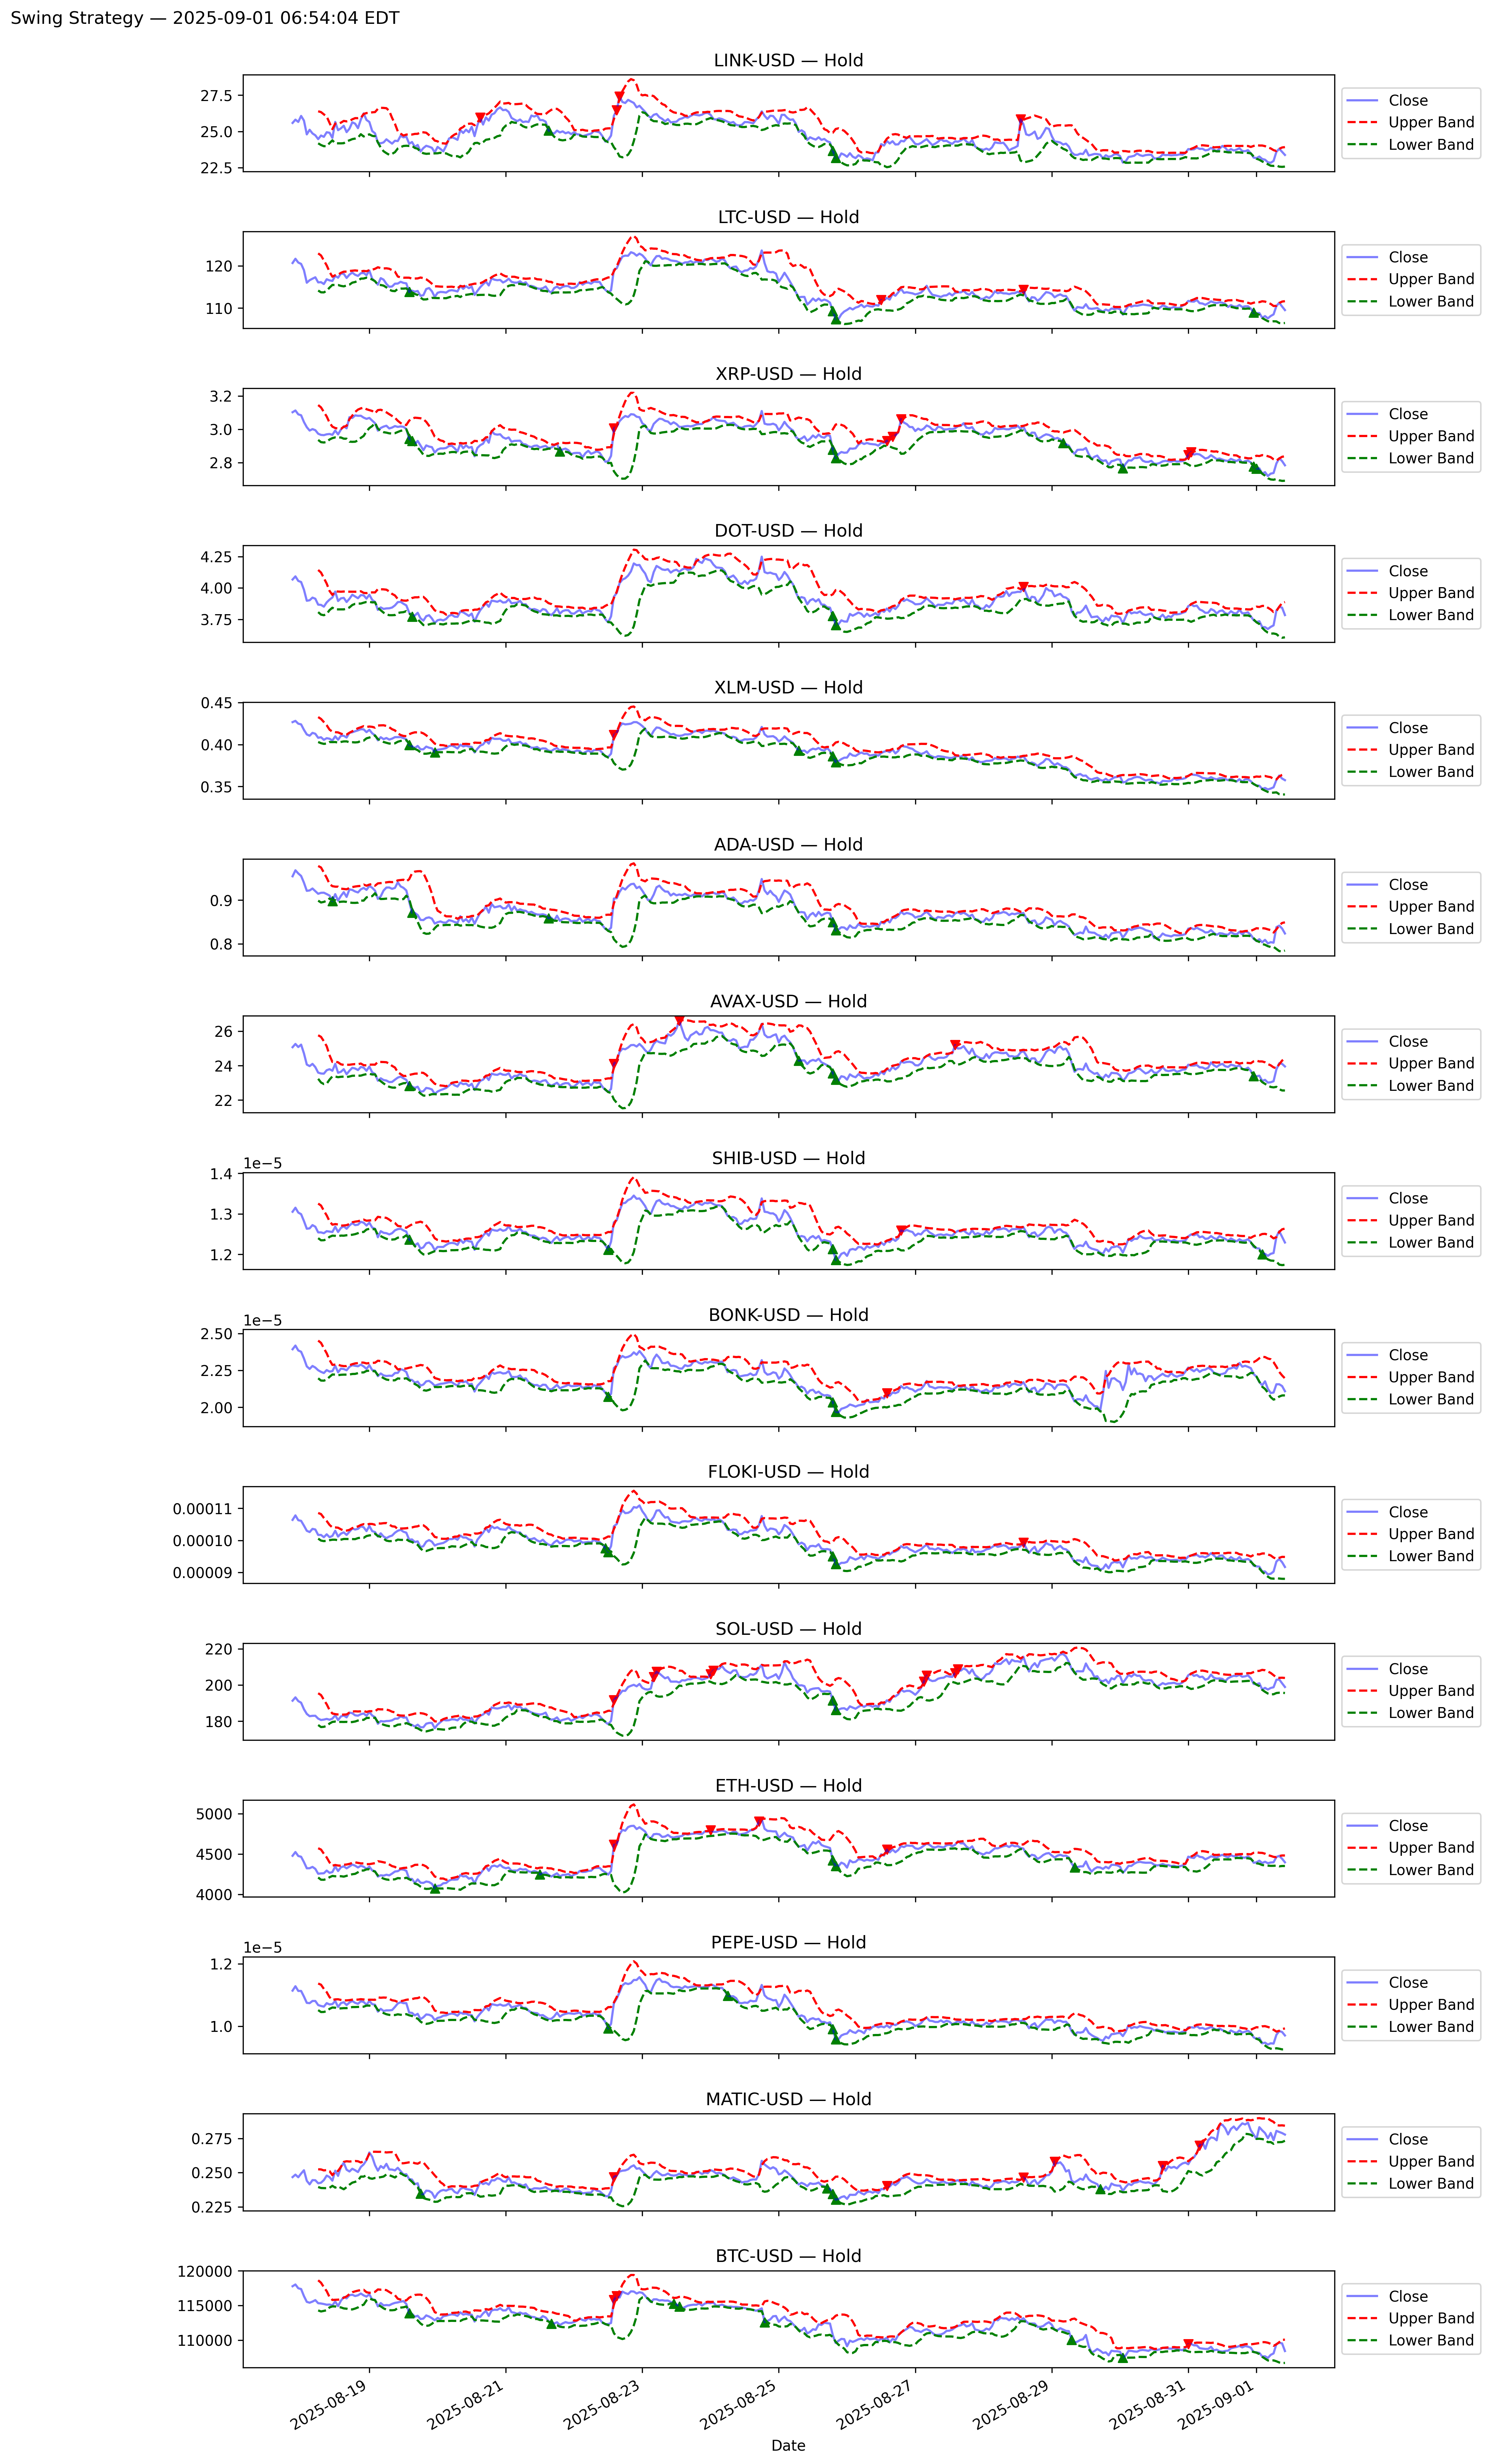 Swing Strategy — 2025-09-01 06:54:04 EDT
LINK-USD — Hold
27.5
25.0
22.5
Close
Upper Band
Lower Band
LTC-USD — Hold
120
110
Close
Upper Band
Lower Band
XRP-USD — Hold
3.2
3.0
2.8
Close
Upper Band
Lower Band
DOT-USD — Hold
4.25
4.00
3.75
Close
Upper Band
Lower Band
XLM-USD — Hold
0.45
0.40
0.35
Close
Upper Band
Lower Band
ADA-USD — Hold
0.9
0.8
Close
Upper Band
Lower Band
AVAX-USD — Hold
26
24
22
Close
Upper Band
Lower Band
SHIB-USD — Hold
1e−5
1.4
1.3
1.2
Close
Upper Band
Lower Band
BONK-USD — Hold
1e−5
2.50
2.25
2.00
Close
Upper Band
Lower Band
FLOKI-USD — Hold
0.00011
0.00010
0.00009
Close
Upper Band
Lower Band
SOL-USD — Hold
220
200
180
Close
Upper Band
Lower Band
ETH-USD — Hold
5000
4500
4000
Close
Upper Band
Lower Band
PEPE-USD — Hold
1e−5
1.2
1.0
Close
Upper Band
Lower Band
MATIC-USD — Hold
0.275
0.250
0.225
Close
Upper Band
Lower Band
BTC-USD — Hold
120000
115000
110000
Close
Upper Band
Lower Band
2025-08-19
2025-08-21
2025-08-23
2025-08-25
2025-08-27
2025-08-29
2025-08-31
2025-09-01
Date